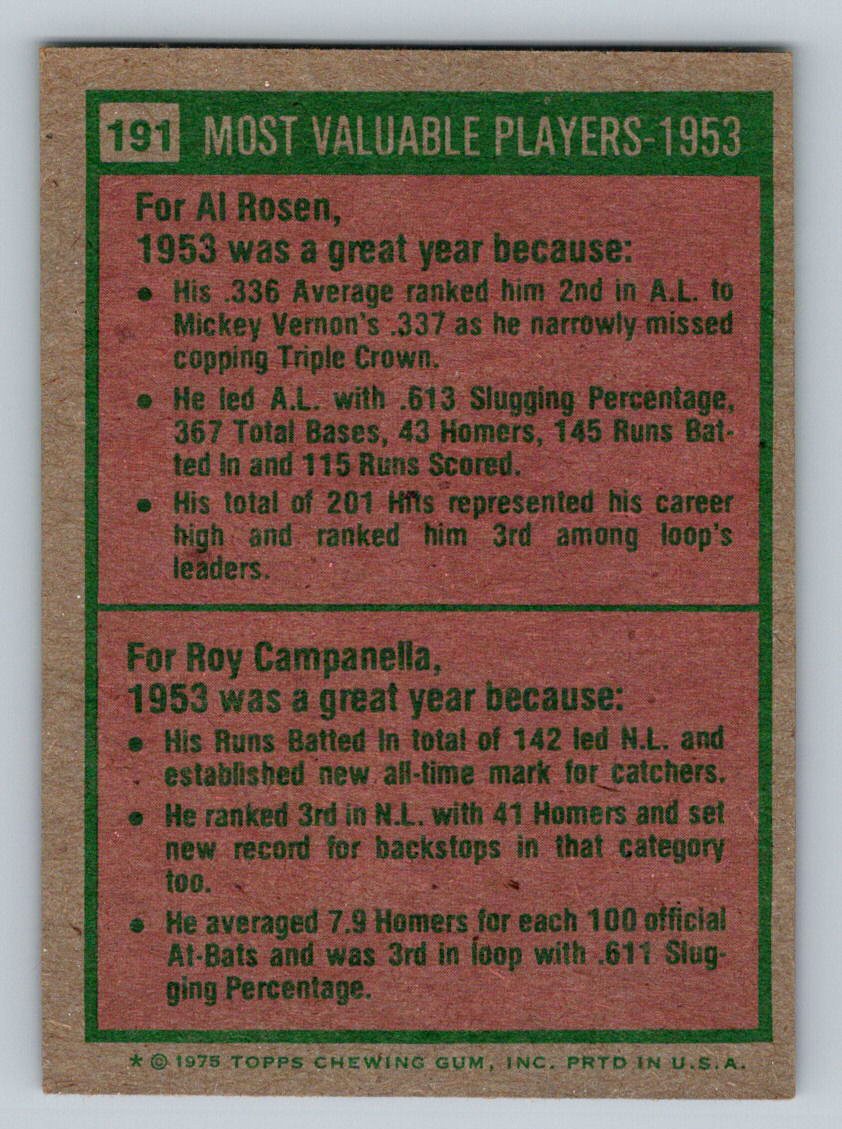 191 MOST VALUABLE PLAYERS-1953
For Al Rosen,
1953 was a great year because:
• His .336 Average ranked him 2nd in A.L. to
Mickey Vernon's .337 as he narrowly missed
copping Triple Crown.
• He led A.L. with .613 Slugging Percentage,
367 Total Bases, 43 Homers, 145 Runs Bat-
ted In and 115 Runs Scored.
• His total of 201 Hits represented his career
high and ranked him 3rd among loop's
leaders.
For Roy Campanella,
1953 was a great year because:
• His Runs Batted In total of 142 led N.L. and
established new all-time mark for catchers.
• He ranked 3rd in N.L. with 41 Homers and set
new record for backstops in that category
too.
• He averaged 7.9 Homers for each 100 official
At-Bats and was 3rd in loop with .611 Slug-
ging Percentage.
* © 1975 TOPPS CHEWING GUM, INC. PRTD IN U.S.A.